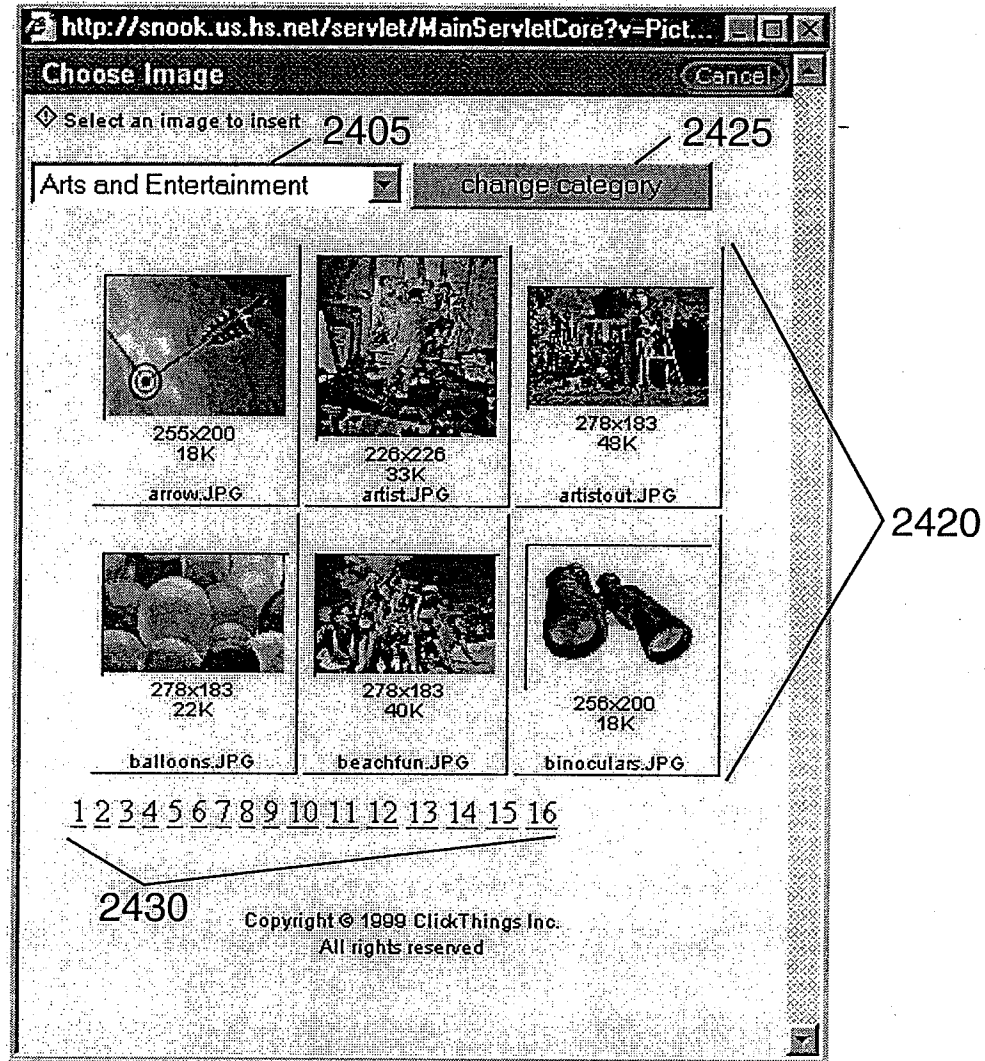 http://snook.us.hs.net/servlet/MainServletCore?v=Pict...
Choose Image
Cancel
Select an image to insert
2405
2425
Arts and Entertainment
change category
255x200
18K
arrow.JPG
226x226
33K
artist.JPG
278x183
48K
artistout.JPG
2420
278x183
22K
balloons.JPG
278x183
40K
beachfun.JPG
256x200
18K
binoculars.JPG
1 2 3 4 5 6 7 8 9 10 11 12 13 14 15 16
2430
Copyright © 1999 ClickThings Inc.
All rights reserved